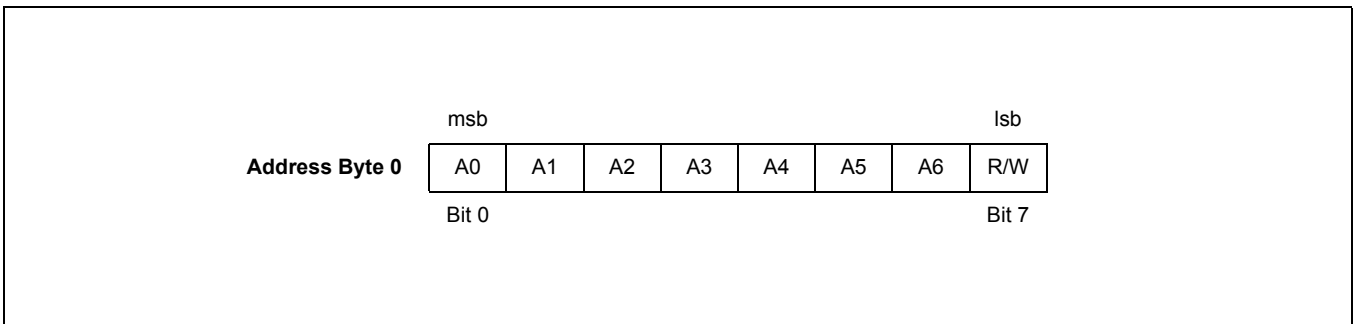 msb lsb
Address Byte 0 A0 A1 A2 A3 A4 A5 A6 R/W
Bit 0 Bit 7